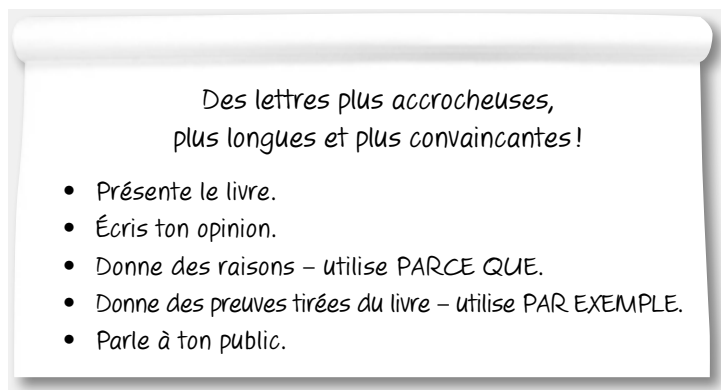 Des lettres plus accrocheuses,
plus longues et plus convaincantes !
• Présente le livre.
• Écris ton opinion.
• Donne des raisons – utilise PARCE QUE.
• Donne des preuves tirées du livre – utilise PAR EXEMPLE.
• Parle à ton public.